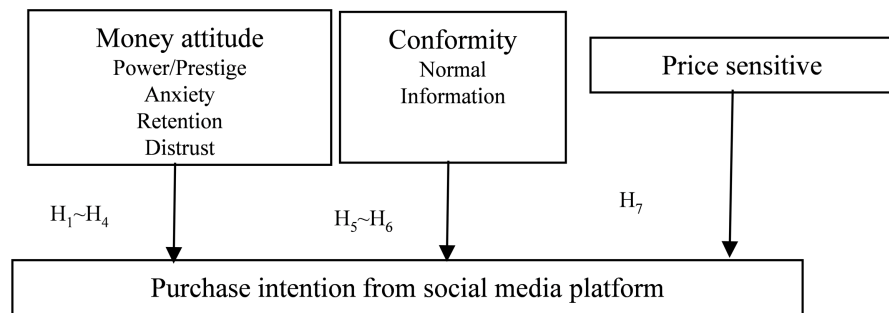 Money attitude
Power/Prestige
Anxiety
Retention
Distrust
Conformity
Normal
Information
Price sensitive
H₁~H₄
H₅~H₆
H₇
Purchase intention from social media platform